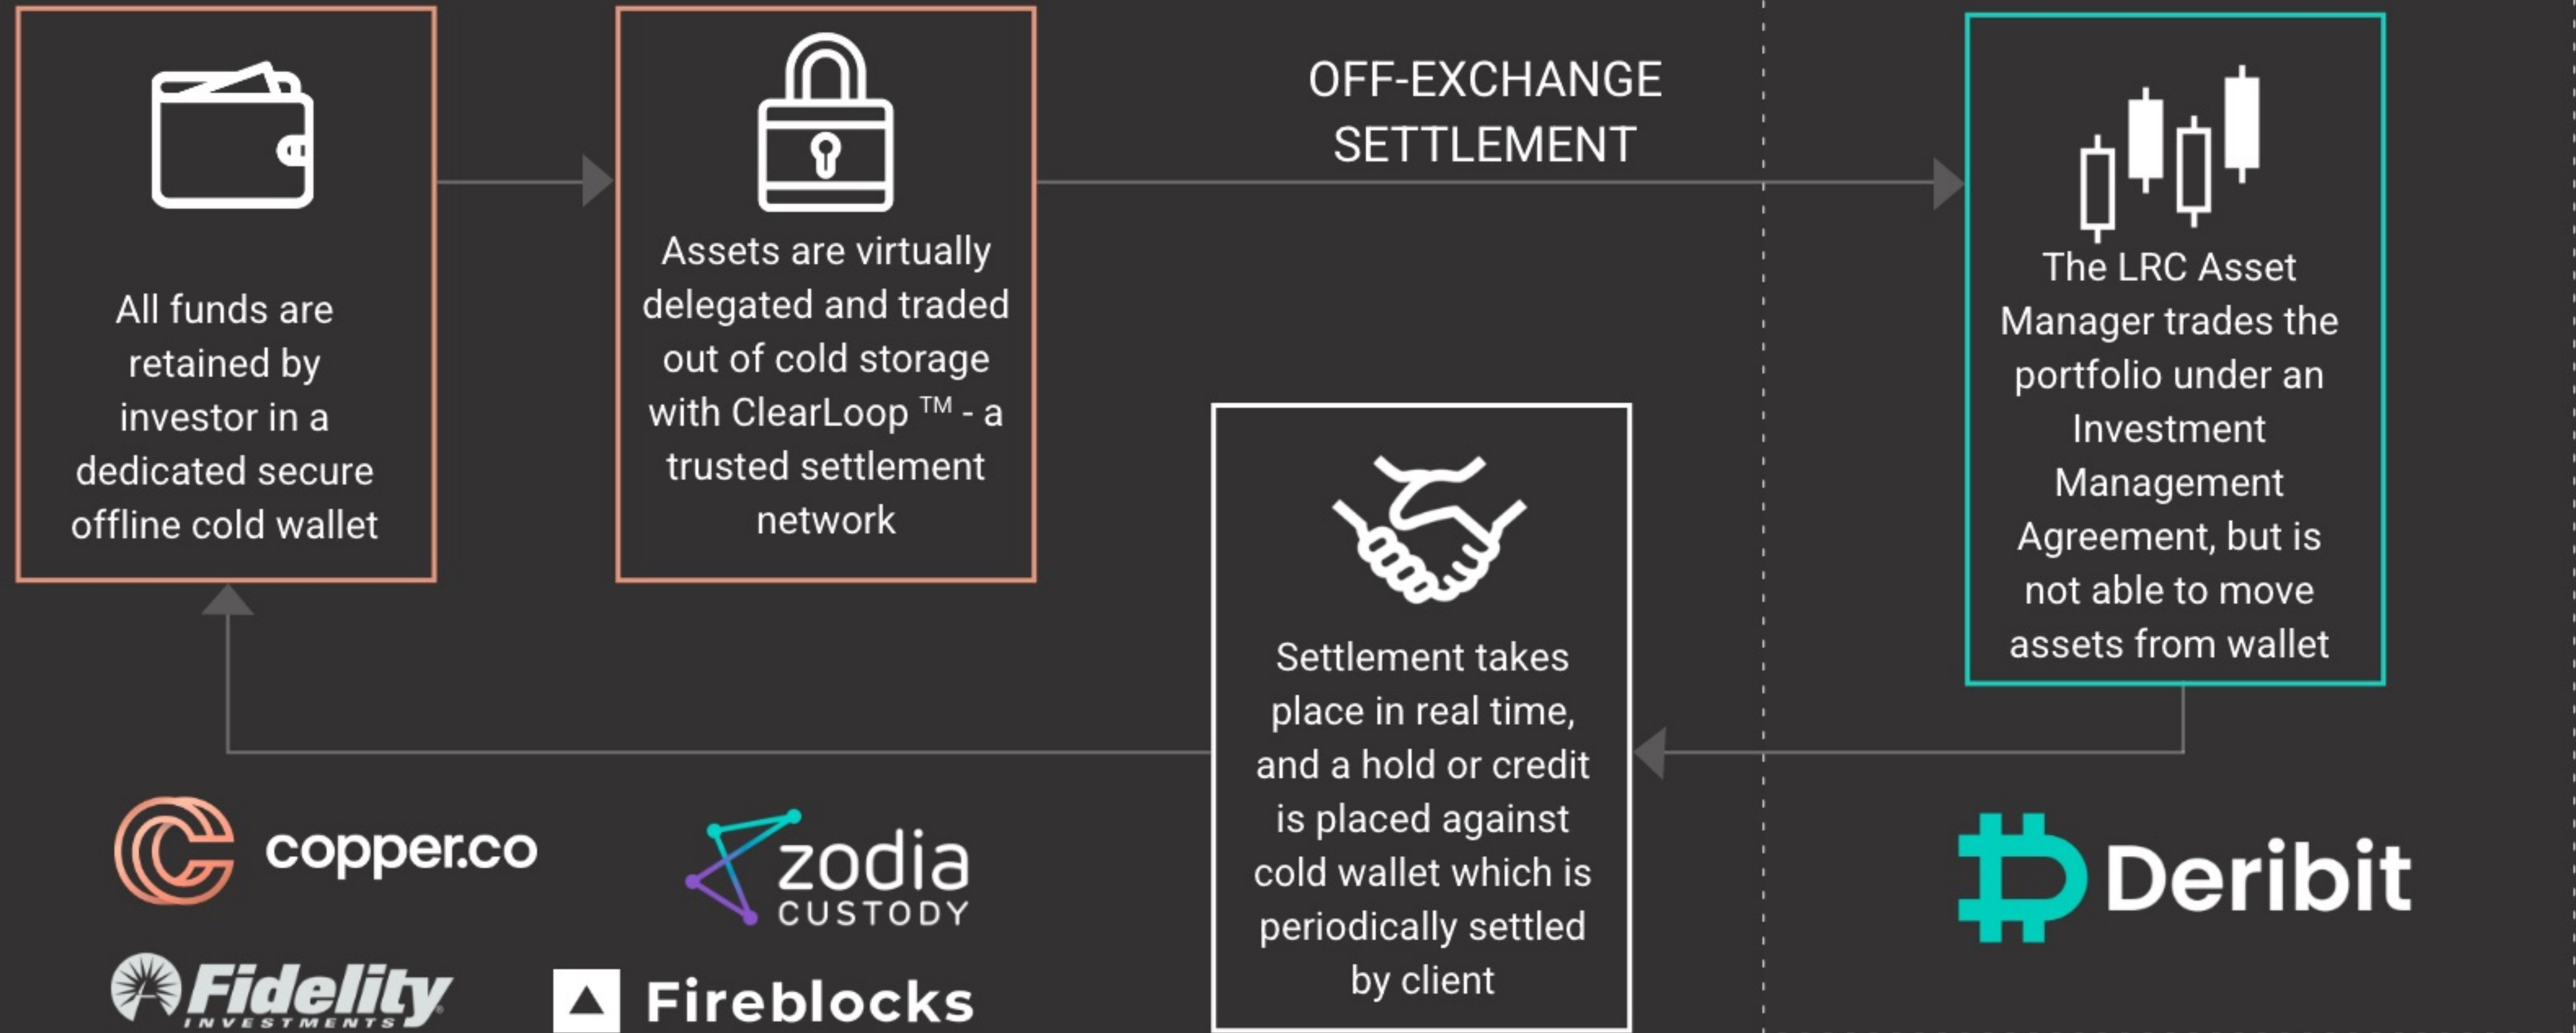 All funds are
retained by
investor in a
dedicated secure
offline cold wallet
Assets are virtually
delegated and traded
out of cold storage
with ClearLoop ™ - a
trusted settlement
network
OFF-EXCHANGE
SETTLEMENT
The LRC Asset
Manager trades the
portfolio under an
Investment
Management
Agreement, but is
not able to move
assets from wallet
Settlement takes
place in real time,
and a hold or credit
is placed against
cold wallet which is
periodically settled
by client
copper.co
zodia
CUSTODY
Fidelity
INVESTMENTS
Fireblocks
Deribit